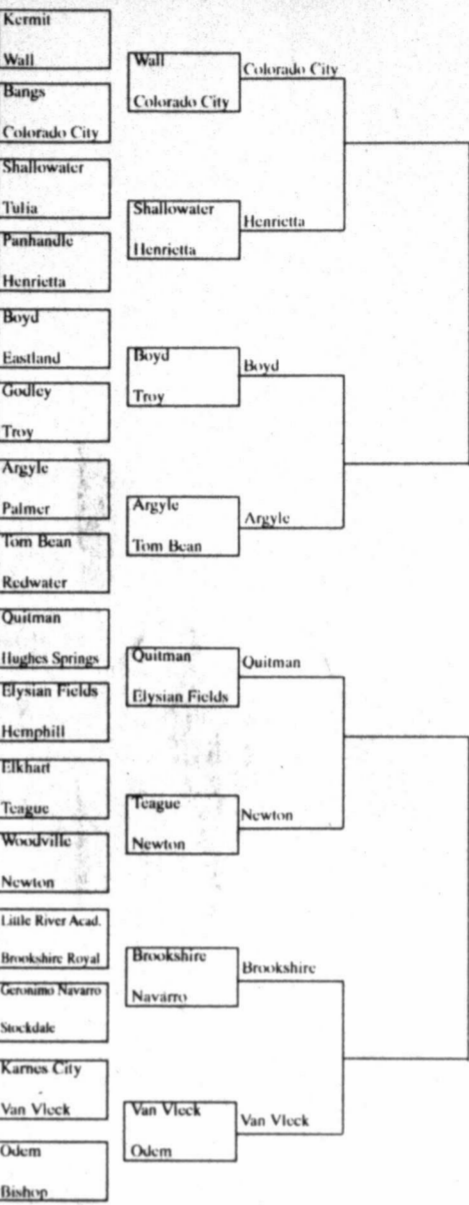 Kermit
Wall
Bangs
Colorado City
Shallowater
Tulia
Panhandle
Henrietta
Boyd
Eastland
Godley
Troy
Argyle
Palmer
Tom Bean
Redwater
Quitman
Hughes Springs
Elysian Fields
Hemphill
Elkhart
Teague
Woodville
Newton
Little River Acad.
Brookshire Royal
Geronimo Navarro
Stockdale
Karnes City
Van Vleck
Odem
Bishop
Wall
Colorado City
Shallowater
Henrietta
Boyd
Troy
Argyle
Tom Bean
Quitman
Elysian Fields
Teague
Newton
Brookshire
Navarro
Van Vleck
Odem
Colorado City
Henrietta
Boyd
Argyle
Quitman
Newton
Brookshire
Van Vleck